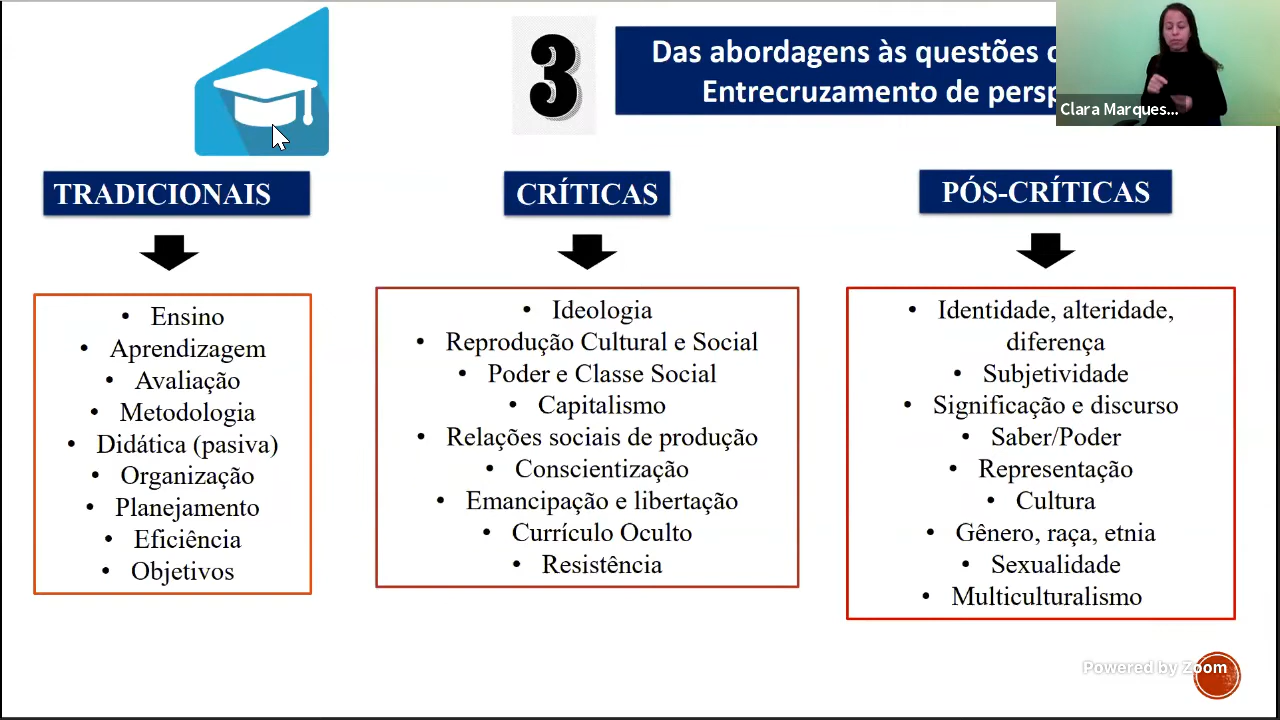 3
Das abordagens às questões
Entrecruzamento de
Clara Marques...
TRADICIONAIS
CRÍTICAS
PÓS-CRÍTICAS
• Ensino
• Aprendizagem
• Avaliação
• Metodologia
• Didática (pasiva)
• Organização
• Planejamento
• Eficiência
• Objetivos
• Ideologia
• Reprodução Cultural e Social
• Poder e Classe Social
• Capitalismo
• Relações sociais de produção
• Conscientização
• Emancipação e libertação
• Currículo Oculto
• Resistência
• Identidade, alteridade,
diferença
• Subjetividade
• Significação e discurso
• Saber/Poder
• Representação
• Cultura
• Gênero, raça, etnia
• Sexualidade
• Multiculturalismo
Powered by Zoom